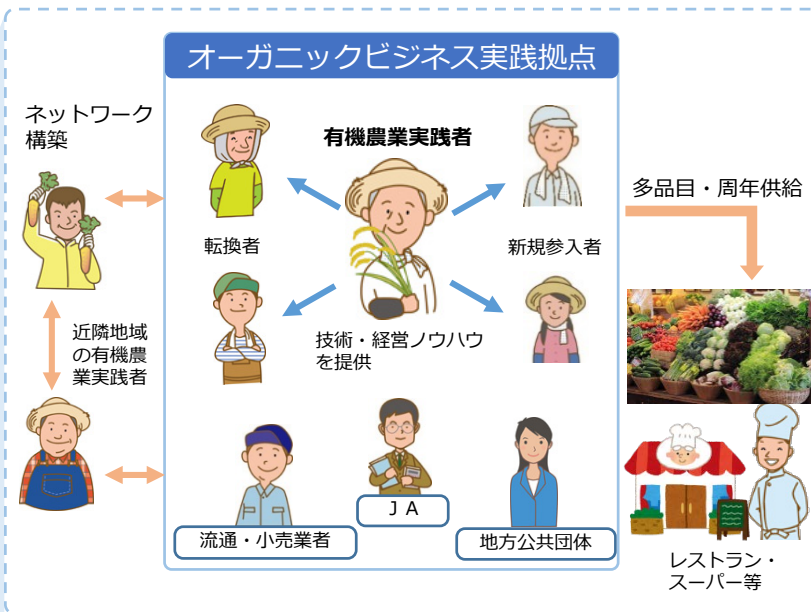 オーガニックビジネス実践拠点
ネットワーク
構築
有機農業実践者
多品目・周年供給
転換者
新規参入者
近隣地域
の有機農
業実践者
技術・経営ノウハウ
を提供
ＪＡ
流通・小売業者
地方公共団体
レストラン・
スーパー等